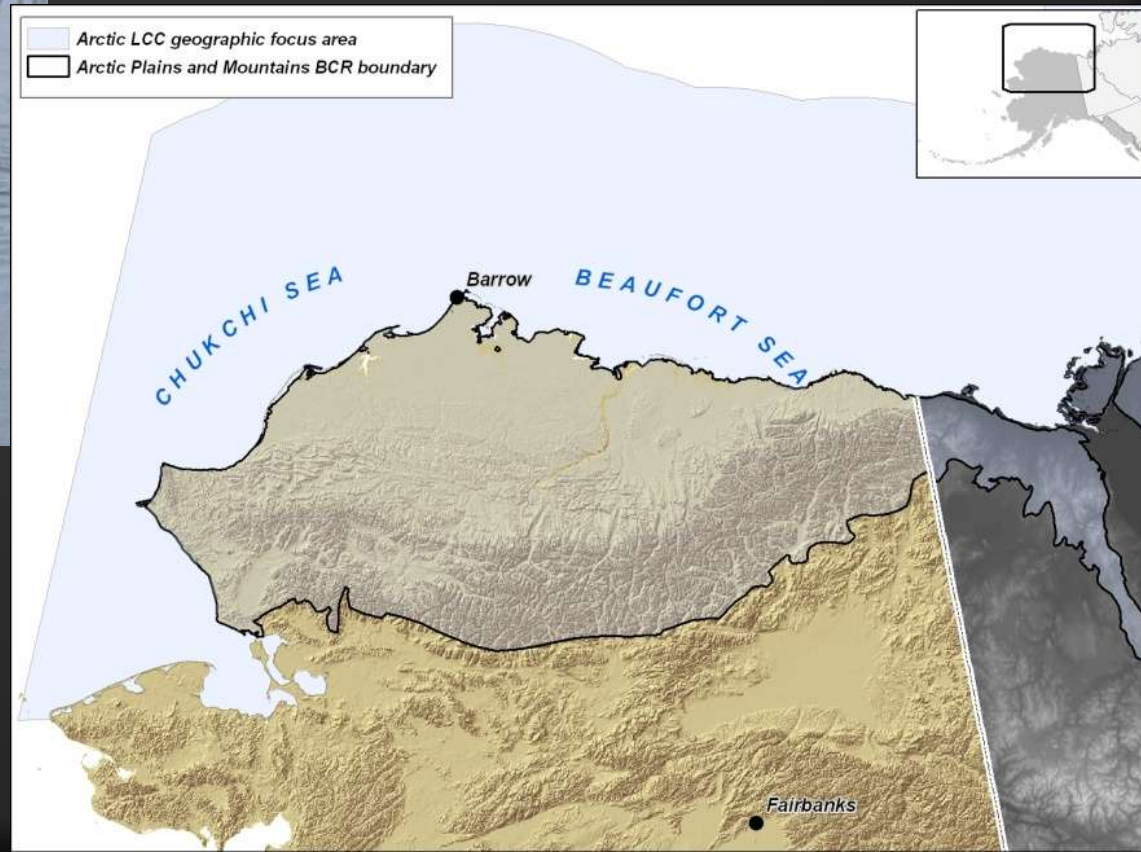 Arctic LCC geographic focus area
Arctic Plains and Mountains BCR boundary
Barrow
CHUKCHI SEA
BEAUFORT SEA
Fairbanks